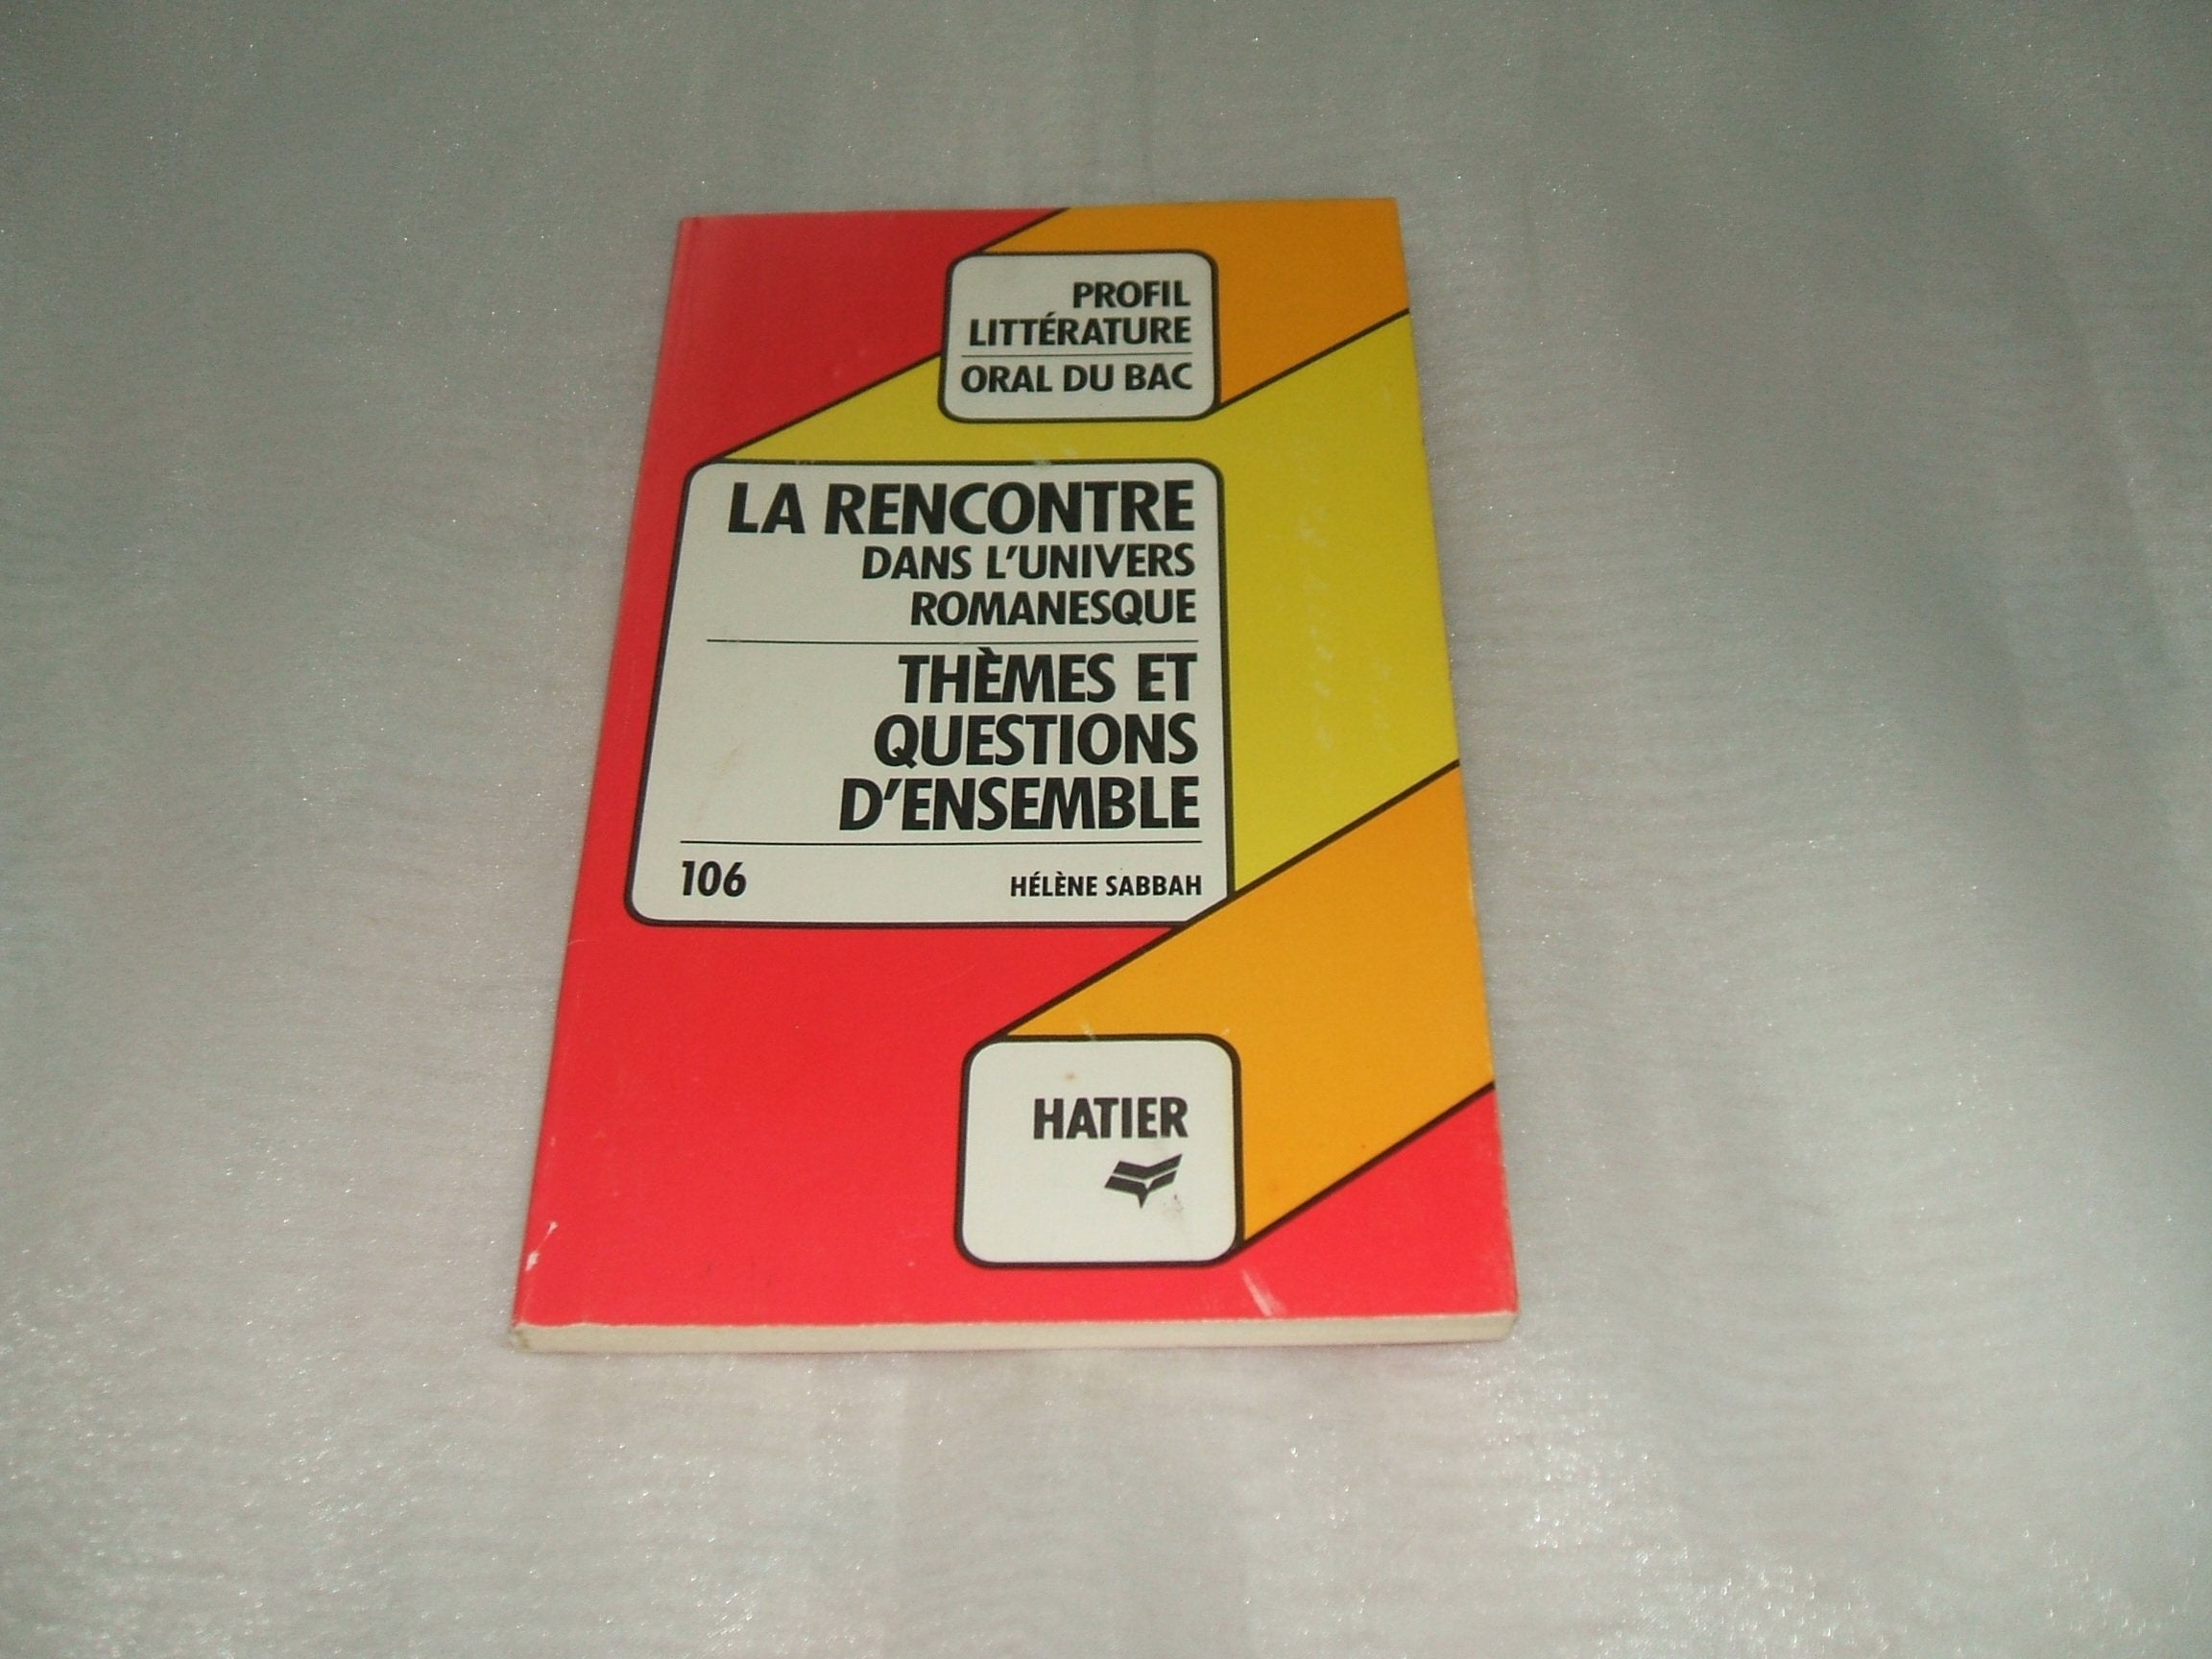 PROFIL
LITTÉRATURE
ORAL DU BAC
LA RENCONTRE
DANS L'UNIVERS
ROMANESQUE
THÈMES ET
QUESTIONS
D'ENSEMBLE
106 HÉLÈNE SABBAH
HATIER